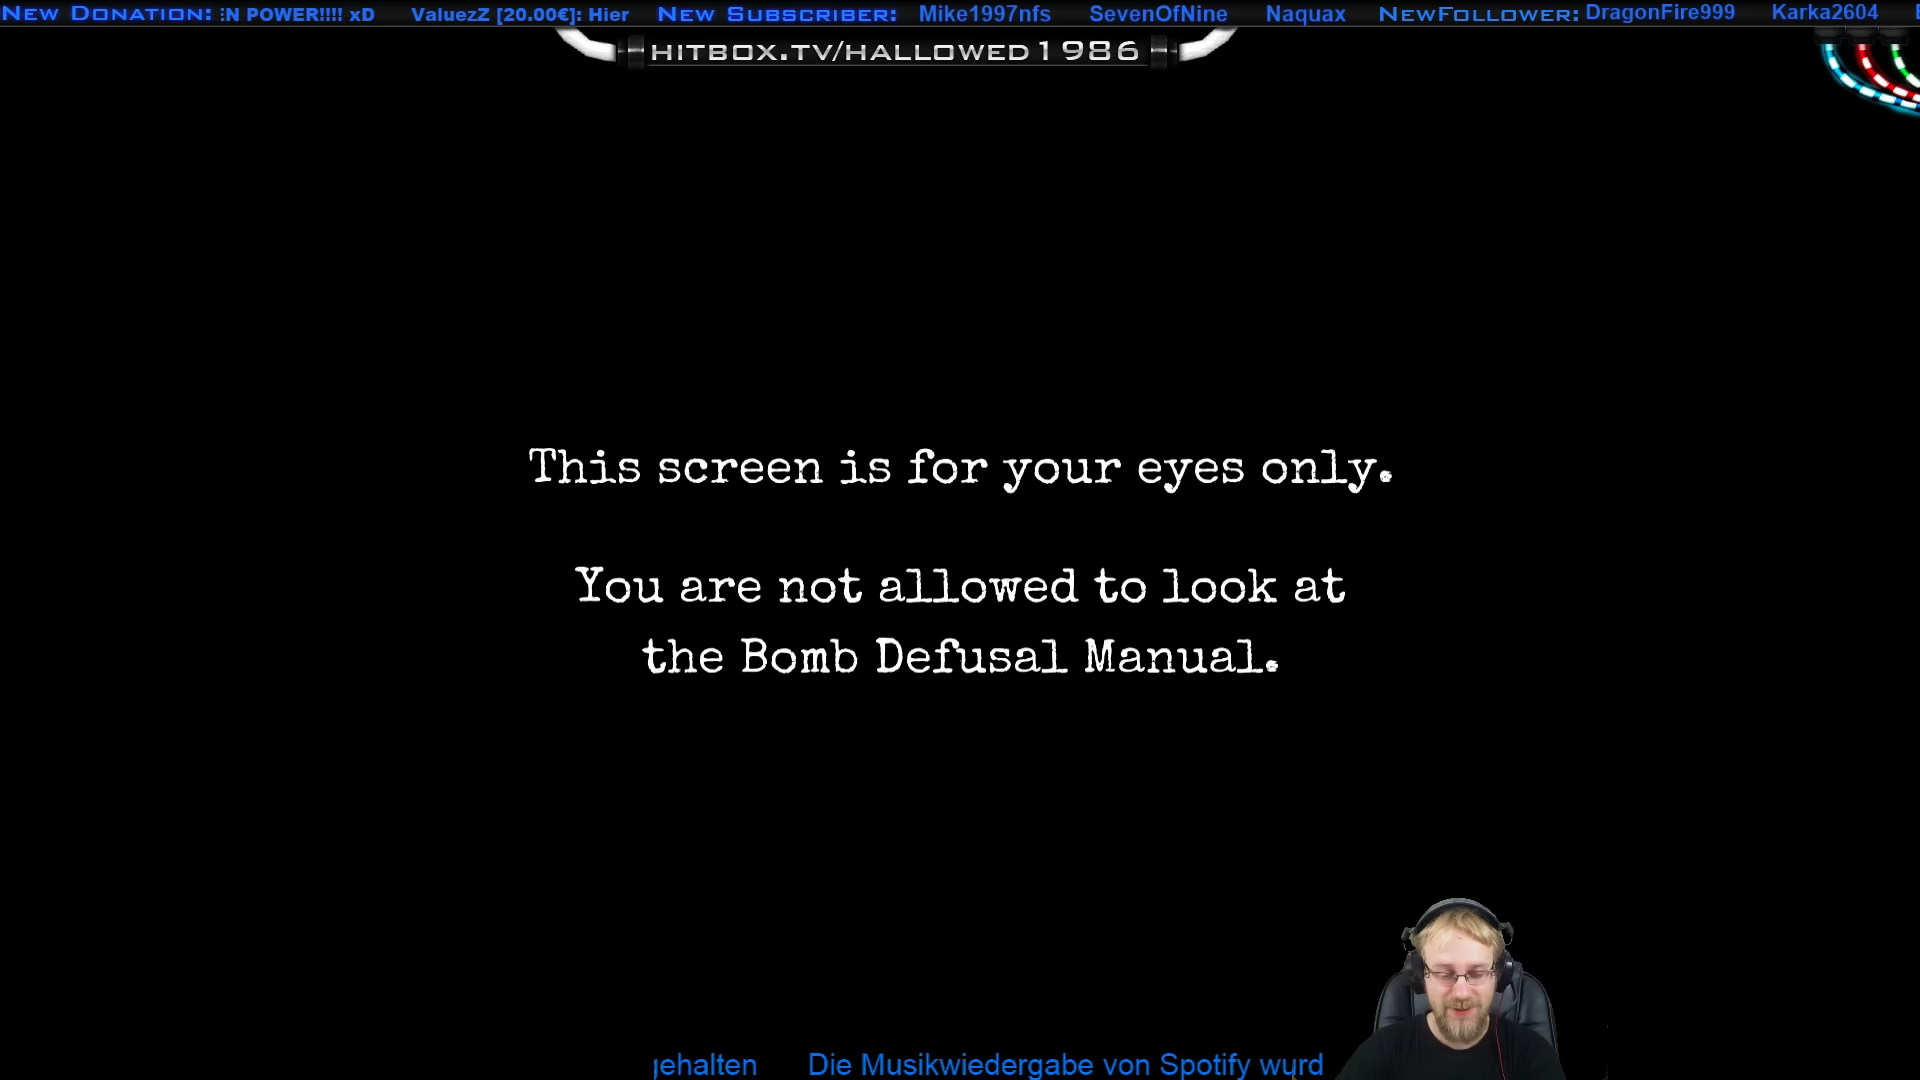 New Donation: N POWER!!!! xD ValuezZ [20.00€]: Hier New Subscriber: Mike1997nfs SevenOfNine Naquax NewFollower: DragonFire999 Karka2604
HITBOX.TV/HALLOWED1986
This screen is for your eyes only.
You are not allowed to look at
the Bomb Defusal Manual.
gehalten Die Musikwiedergabe von Spotify wurd